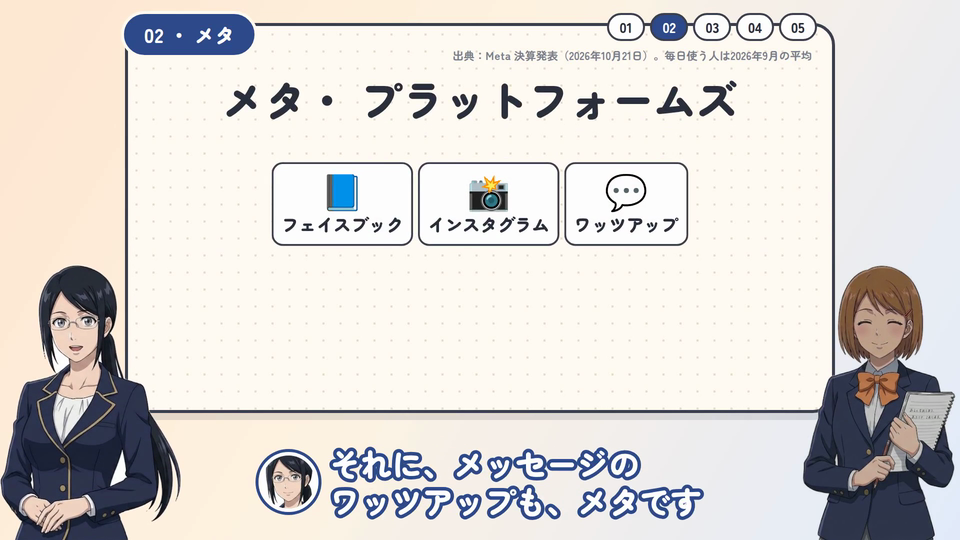 02 ・ メタ
01 02 03 04 05
出典：Meta 決算発表（2026年10月21日）。毎日使う人は2026年9月の平均
メタ・ プラットフォームズ
フェイスブック
インスタグラム
ワッツアップ
それに、メッセージの
ワッツアップも、メタです